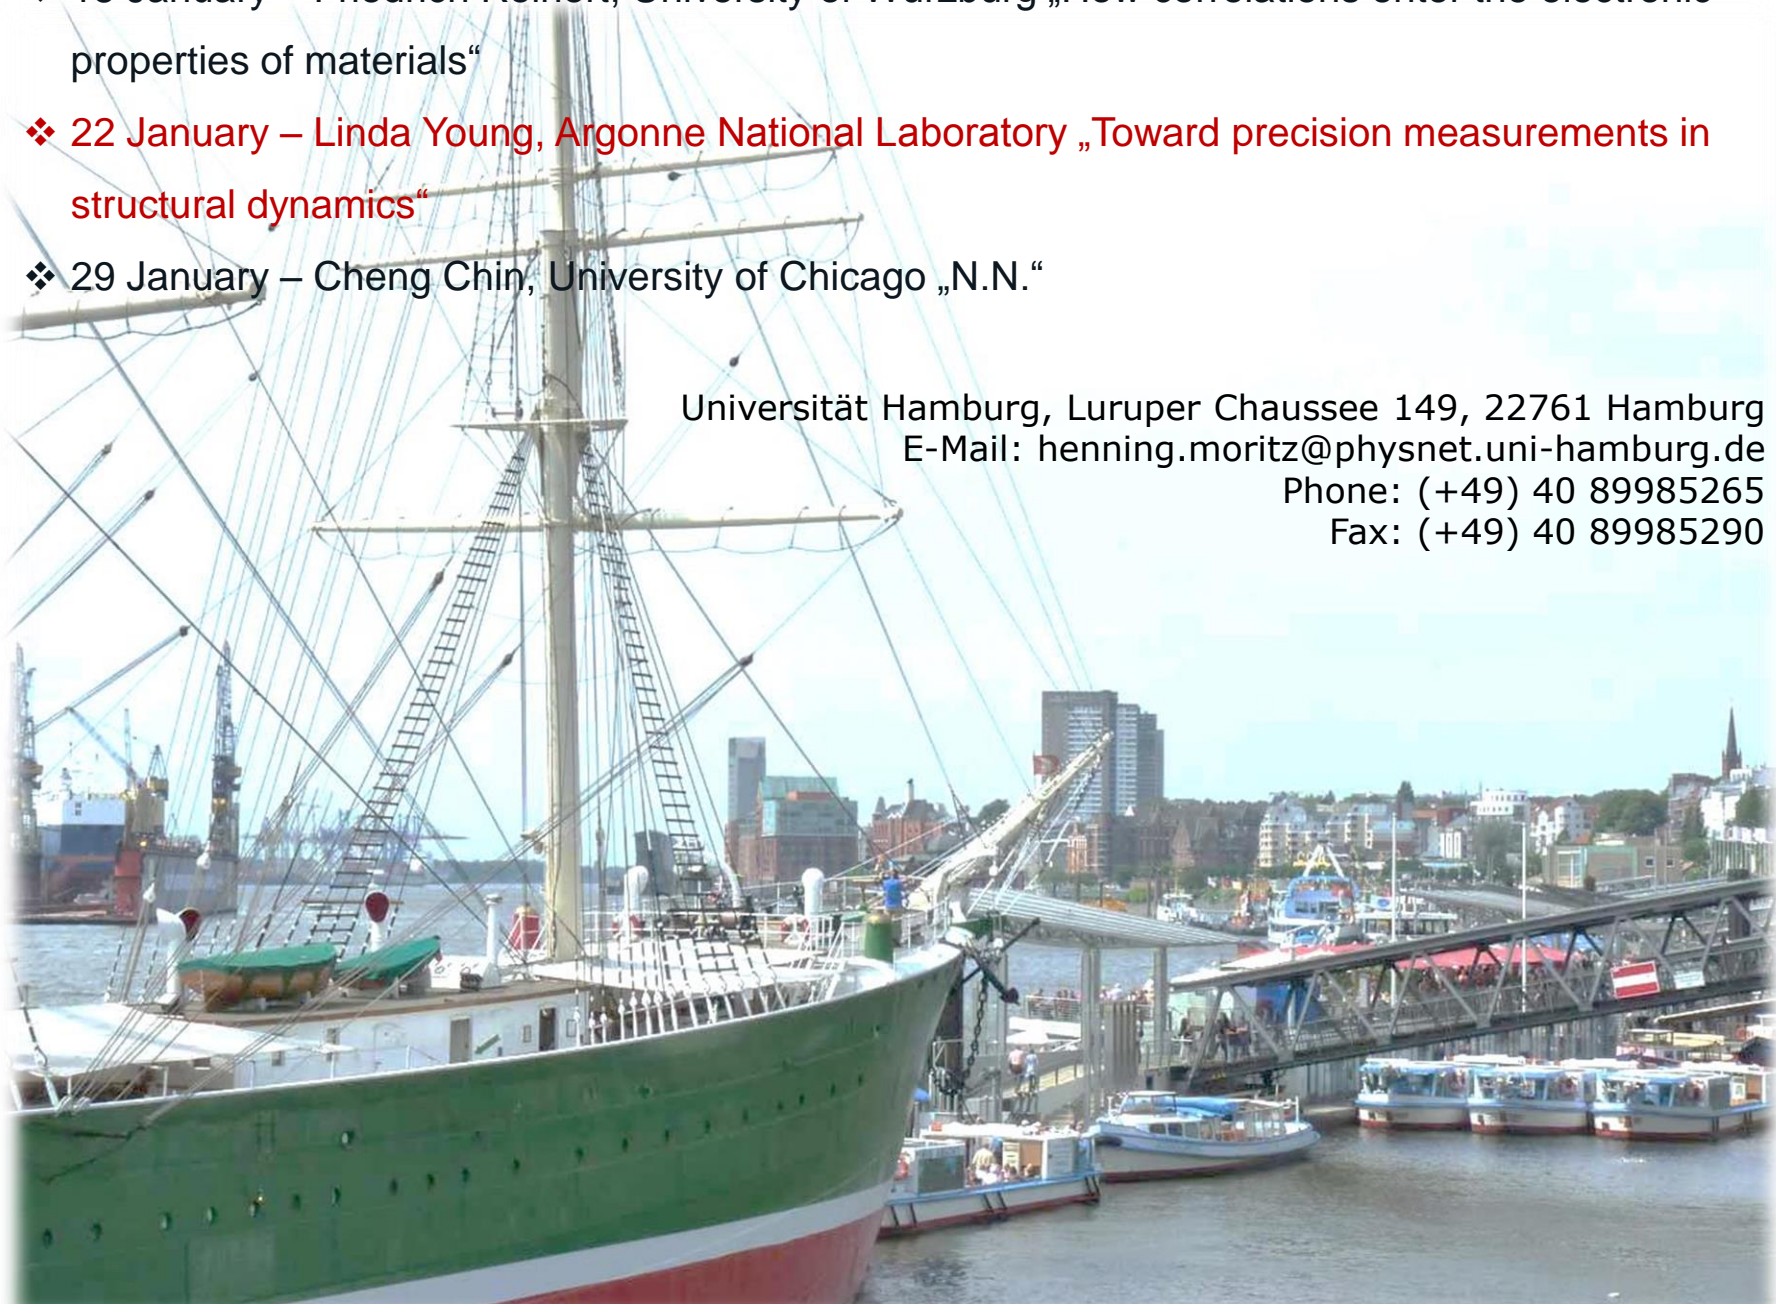 properties of materials“
❖ 22 January – Linda Young, Argonne National Laboratory „Toward precision measurements in
structural dynamics“
❖ 29 January – Cheng Chin, University of Chicago „N.N.“
Universität Hamburg, Luruper Chaussee 149, 22761 Hamburg
E-Mail: henning.moritz@physnet.uni-hamburg.de
Phone: (+49) 40 89985265
Fax: (+49) 40 89985290